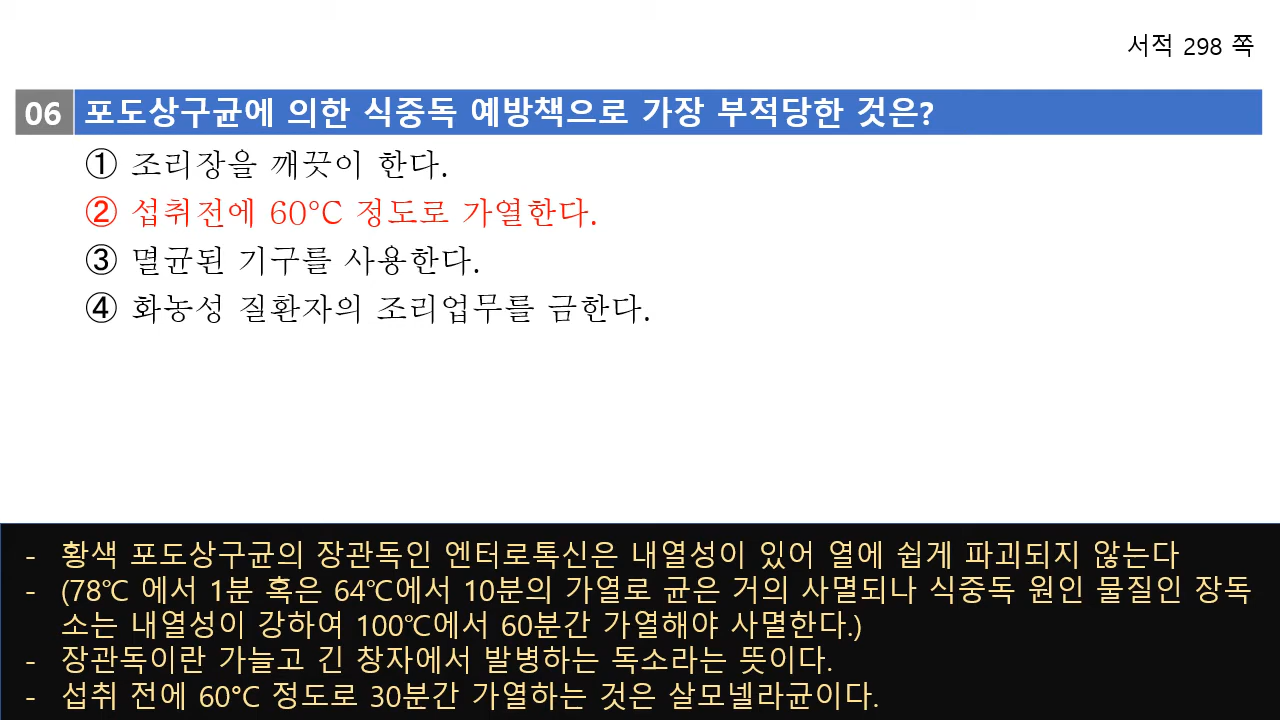 서적 298 쪽
06 포도상구균에 의한 식중독 예방책으로 가장 부적당한 것은?
① 조리장을 깨끗이 한다.
② 섭취전에 60℃ 정도로 가열한다.
③ 멸균된 기구를 사용한다.
④ 화농성 질환자의 조리업무를 금한다.
- 황색 포도상구균의 장관독인 엔터로톡신은 내열성이 있어 열에 쉽게 파괴되지 않는다
- (78℃ 에서 1분 혹은 64℃에서 10분의 가열로 균은 거의 사멸되나 식중독 원인 물질인 장독
소는 내열성이 강하여 100℃에서 60분간 가열해야 사멸한다.)
- 장관독이란 가늘고 긴 창자에서 발병하는 독소라는 뜻이다.
- 섭취 전에 60°C 정도로 30분간 가열하는 것은 살모넬라균이다.